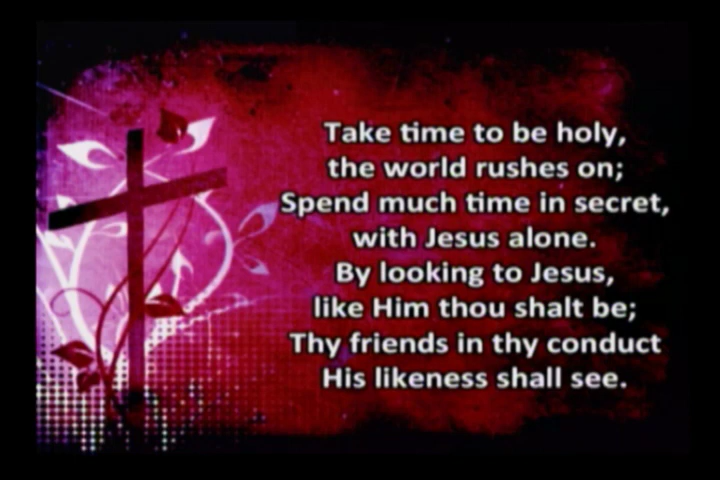 Take time to be holy,
the world rushes on;
Spend much time in secret,
with Jesus alone.
By looking to Jesus,
like Him thou shalt be;
Thy friends in thy conduct
His likeness shall see.